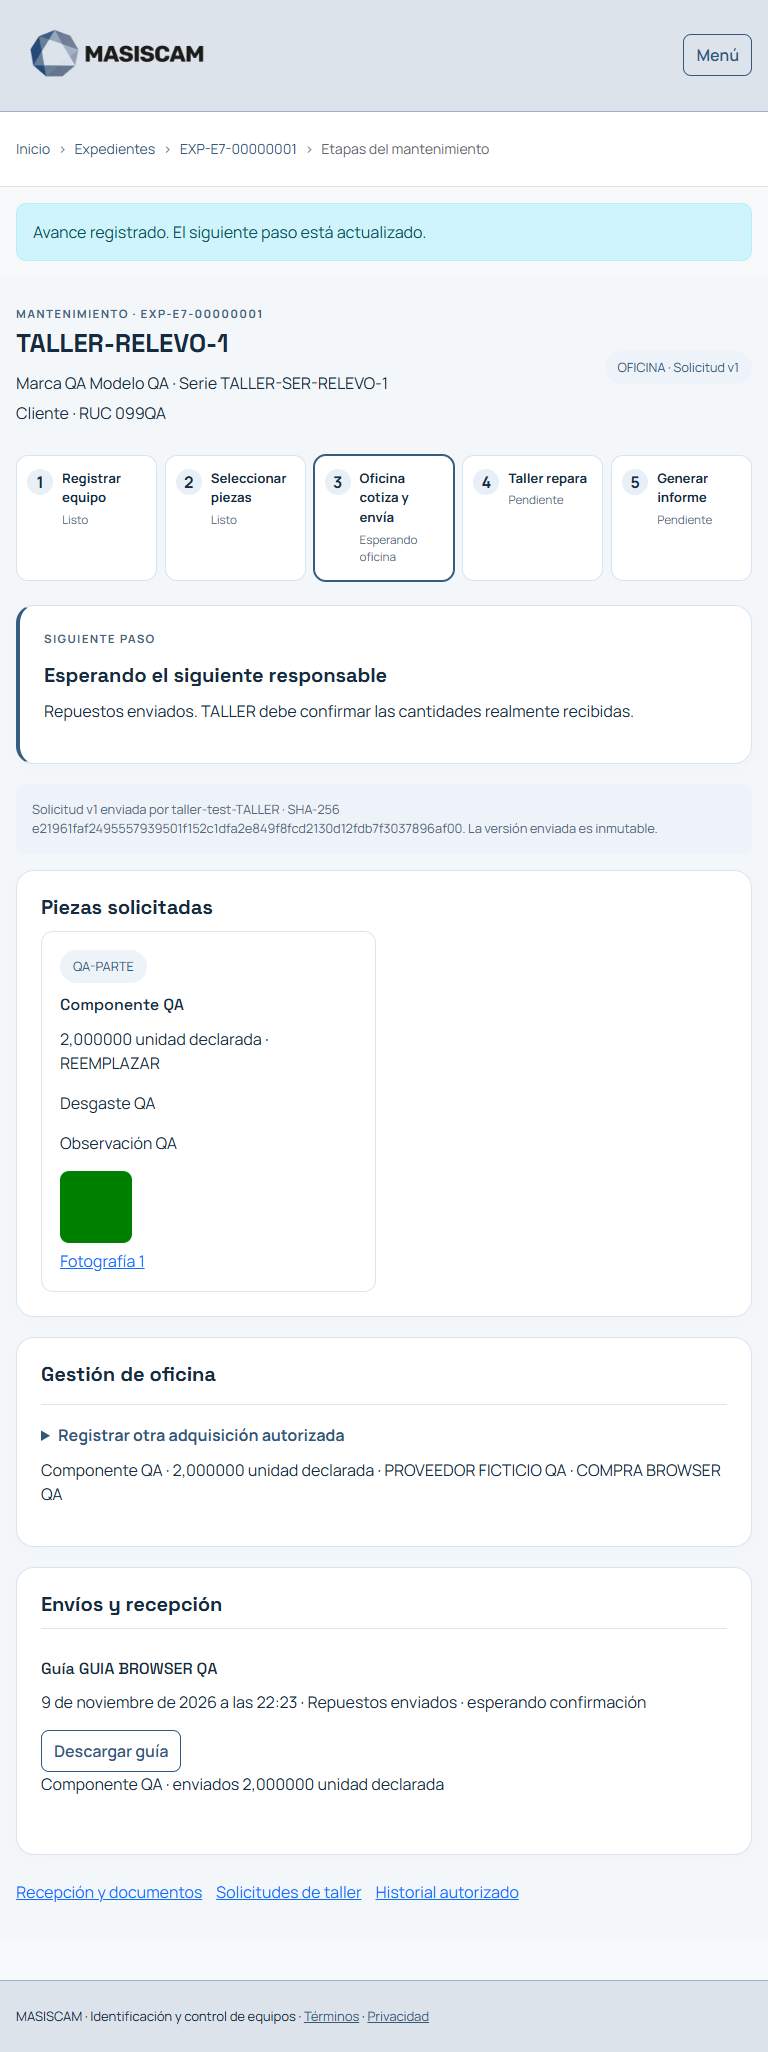 MASISCAM
Menú
Inicio › Expedientes › EXP-E7-00000001 › Etapas del mantenimiento
Avance registrado. El siguiente paso está actualizado.
MANTENIMIENTO · EXP-E7-00000001
TALLER-RELEVO-1
Marca QA Modelo QA · Serie TALLER-SER-RELEVO-1
Cliente · RUC 099QA
OFICINA · Solicitud v1
1 Registrar
equipo
Listo
2 Seleccionar
piezas
Listo
3 Oficina
cotiza y
envía
Esperando
oficina
4 Taller repara
Pendiente
5 Generar
informe
Pendiente
SIGUIENTE PASO
Esperando el siguiente responsable
Repuestos enviados. TALLER debe confirmar las cantidades realmente recibidas.
Solicitud v1 enviada por taller-test-TALLER · SHA-256
e21961faf2495557939501f152c1dfa2e849f8fcd2130d12fdb7f3037896af00. La versión enviada es inmutable.
Piezas solicitadas
QA-PARTE
Componente QA
2,000000 unidad declarada ·
REEMPLAZAR
Desgaste QA
Observación QA
Fotografía 1
Gestión de oficina
Registrar otra adquisición autorizada
Componente QA · 2,000000 unidad declarada · PROVEEDOR FICTICIO QA · COMPRA BROWSER
QA
Envíos y recepción
Guía GUIA BROWSER QA
9 de noviembre de 2026 a las 22:23 · Repuestos enviados · esperando confirmación
Descargar guía
Componente QA · enviados 2,000000 unidad declarada
Recepción y documentos Solicitudes de taller Historial autorizado
MASISCAM · Identificación y control de equipos · Términos · Privacidad